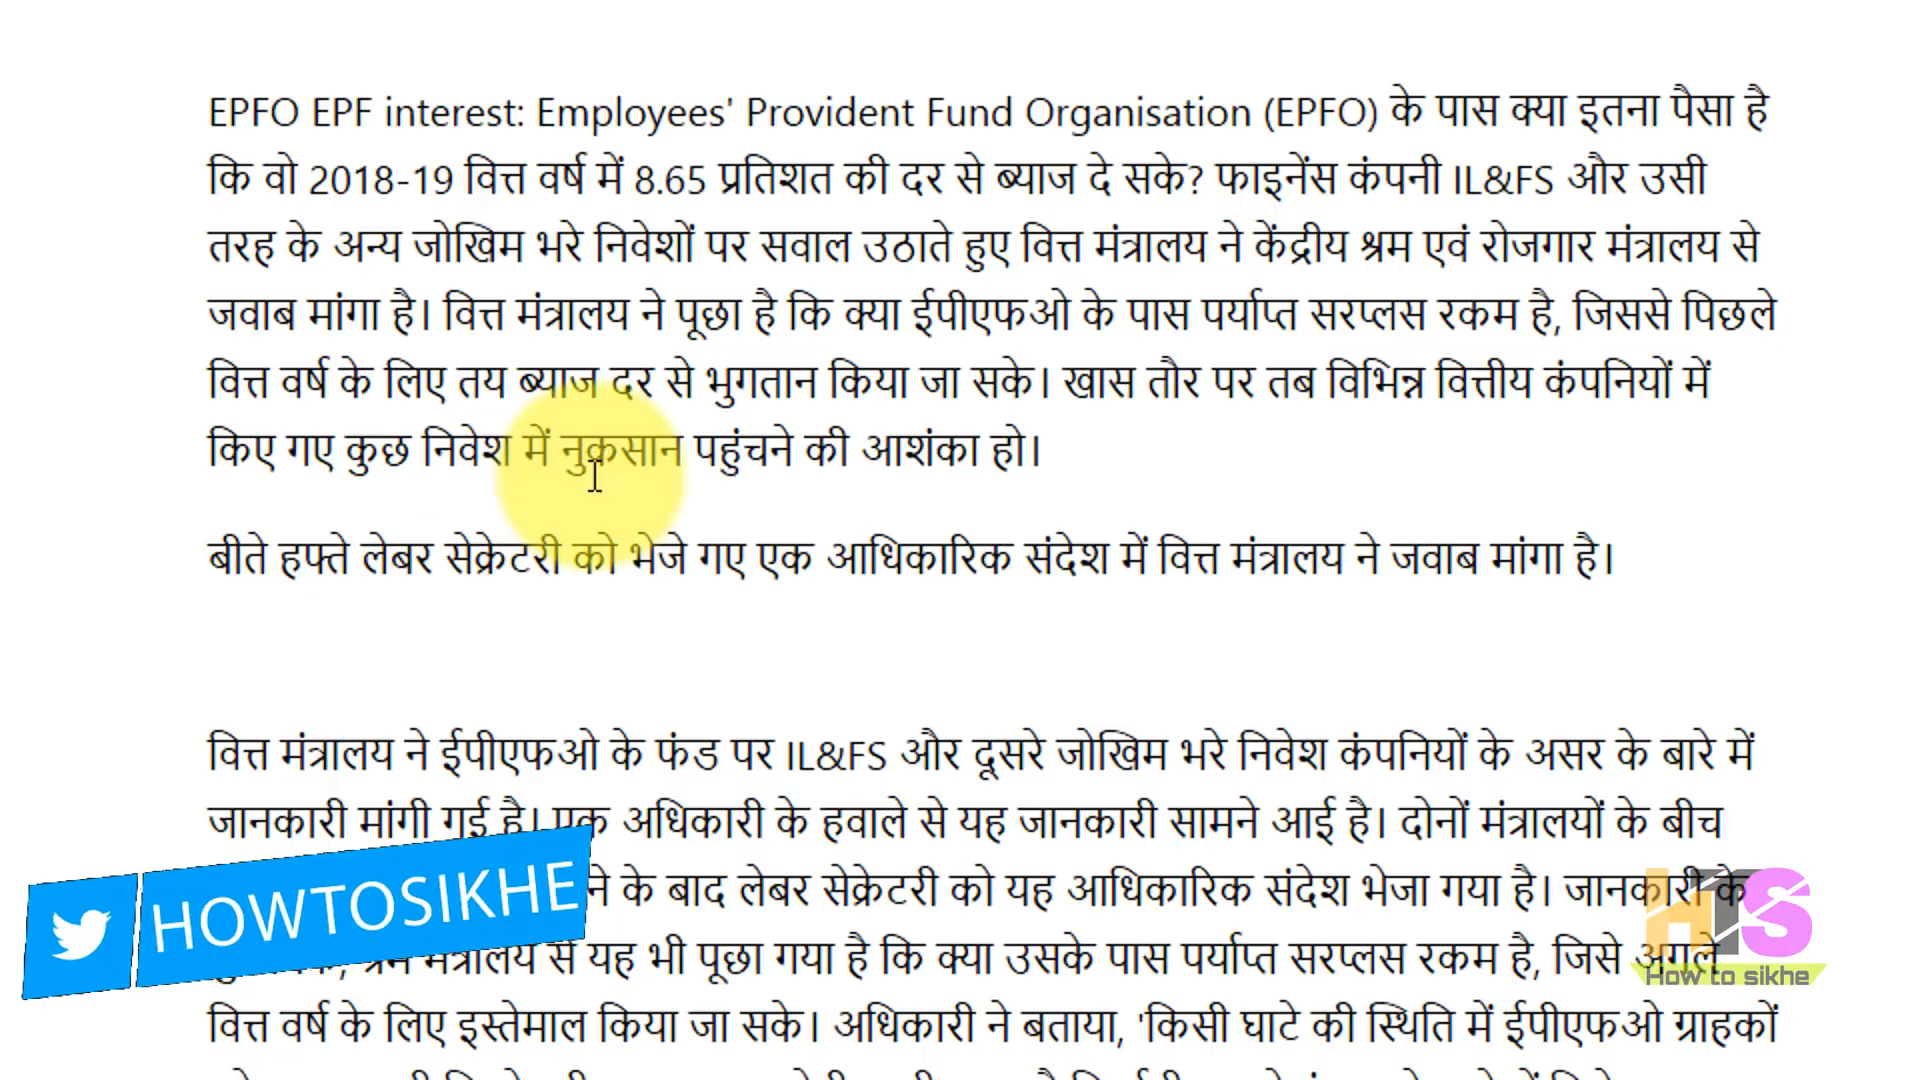 EPFO EPF interest: Employees' Provident Fund Organisation (EPFO) के पास क्या इतना पैसा है
कि वो 2018-19 वित्त वर्ष में 8.65 प्रतिशत की दर से ब्याज दे सके? फाइनेंस कंपनी IL&FS और उसी
तरह के अन्य जोखिम भरे निवेशों पर सवाल उठाते हुए वित्त मंत्रालय ने केंद्रीय श्रम एवं रोजगार मंत्रालय से
जवाब मांगा है। वित्त मंत्रालय ने पूछा है कि क्या ईपीएफओ के पास पर्याप्त सरप्लस रकम है, जिससे पिछले
वित्त वर्ष के लिए तय ब्याज दर से भुगतान किया जा सके। खास तौर पर तब विभिन्न वित्तीय कंपनियों में
किए गए कुछ निवेश में नुकसान पहुंचने की आशंका हो।
बीते हफ्ते लेबर सेक्रेटरी को भेजे गए एक आधिकारिक संदेश में वित्त मंत्रालय ने जवाब मांगा है।
वित्त मंत्रालय ने ईपीएफओ के फंड पर IL&FS और दूसरे जोखिम भरे निवेश कंपनियों के असर के बारे में
जानकारी मांगी गई है। एक अधिकारी के हवाले से यह जानकारी सामने आई है। दोनों मंत्रालयों के बीच
के बाद लेबर सेक्रेटरी को यह आधिकारिक संदेश भेजा गया है। जानकारी के
श्रम मंत्रालय से यह भी पूछा गया है कि क्या उसके पास पर्याप्त सरप्लस रकम है, जिसे अगले
वित्त वर्ष के लिए इस्तेमाल किया जा सके। अधिकारी ने बताया, 'किसी घाटे की स्थिति में ईपीएफओ ग्राहकों
HOWTOSIKHE
HTS
How to sikhe